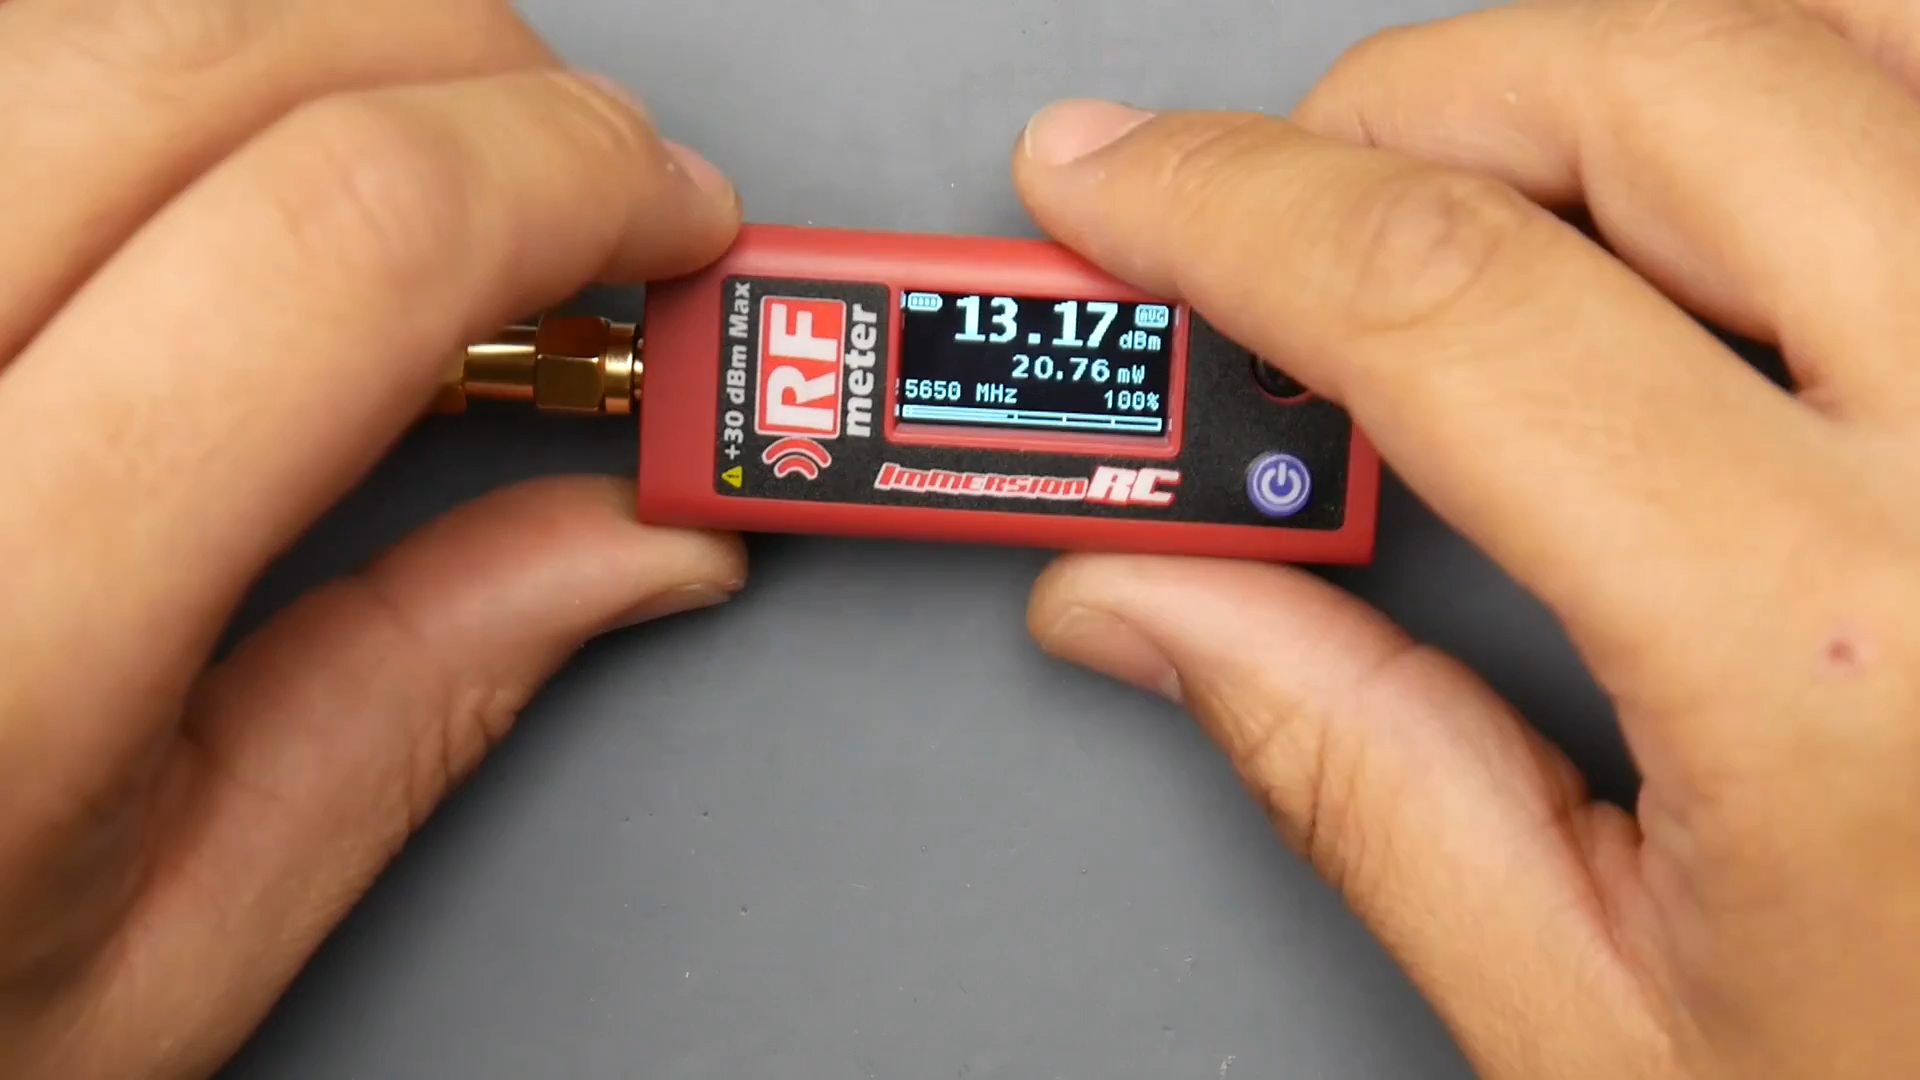 +30 dBm Max
RF
meter
13.17 dBm
AVG
20.76 mW
5650 MHz 100%
ImmersionRC